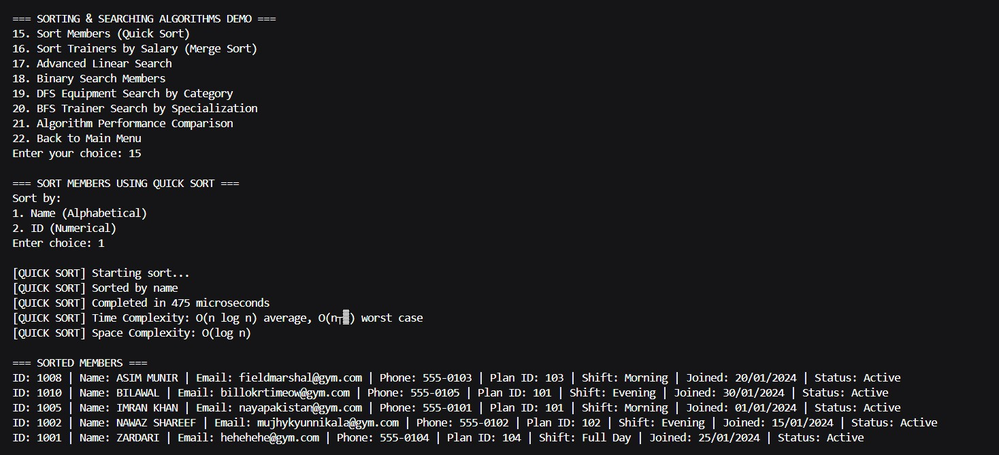 === SORTING & SEARCHING ALGORITHMS DEMO ===
15. Sort Members (Quick Sort)
16. Sort Trainers by Salary (Merge Sort)
17. Advanced Linear Search
18. Binary Search Members
19. DFS Equipment Search by Category
20. BFS Trainer Search by Specialization
21. Algorithm Performance Comparison
22. Back to Main Menu
Enter your choice: 15
=== SORT MEMBERS USING QUICK SORT ===
Sort by:
1. Name (Alphabetical)
2. ID (Numerical)
Enter choice: 1
[QUICK SORT] Starting sort...
[QUICK SORT] Sorted by name
[QUICK SORT] Completed in 475 microseconds
[QUICK SORT] Time Complexity: O(n log n) average, O(n┬▓) worst case
[QUICK SORT] Space Complexity: O(log n)
=== SORTED MEMBERS ===
ID: 1008 | Name: ASIM MUNIR | Email: fieldmarshal@gym.com | Phone: 555-0103 | Plan ID: 103 | Shift: Morning | Joined: 20/01/2024 | Status: Active
ID: 1010 | Name: BILAWAL | Email: billokrtimeow@gym.com | Phone: 555-0105 | Plan ID: 101 | Shift: Evening | Joined: 30/01/2024 | Status: Active
ID: 1005 | Name: IMRAN KHAN | Email: nayapakistan@gym.com | Phone: 555-0101 | Plan ID: 101 | Shift: Morning | Joined: 01/01/2024 | Status: Active
ID: 1002 | Name: NAWAZ SHAREEF | Email: mujhykyunnikala@gym.com | Phone: 555-0102 | Plan ID: 102 | Shift: Evening | Joined: 15/01/2024 | Status: Active
ID: 1001 | Name: ZARDARI | Email: hehehehe@gym.com | Phone: 555-0104 | Plan ID: 104 | Shift: Full Day | Joined: 25/01/2024 | Status: Active